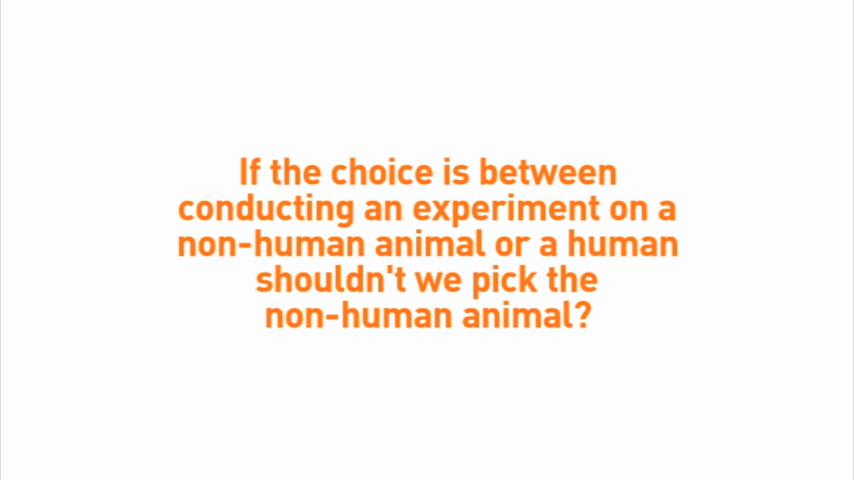 If the choice is between
conducting an experiment on a
non-human animal or a human
shouldn't we pick the
non-human animal?